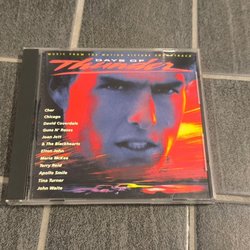 MUSIC FROM THE MOTION PICTURE SOUNDTRACK
DAYS OF
Thunder
Cher
Chicago
David Coverdale
Guns N' Roses
Joan Jett
& The Blackhearts
Elton John
Maria McKee
Terry Reid
Apollo Smile
Tina Turner
John Waite